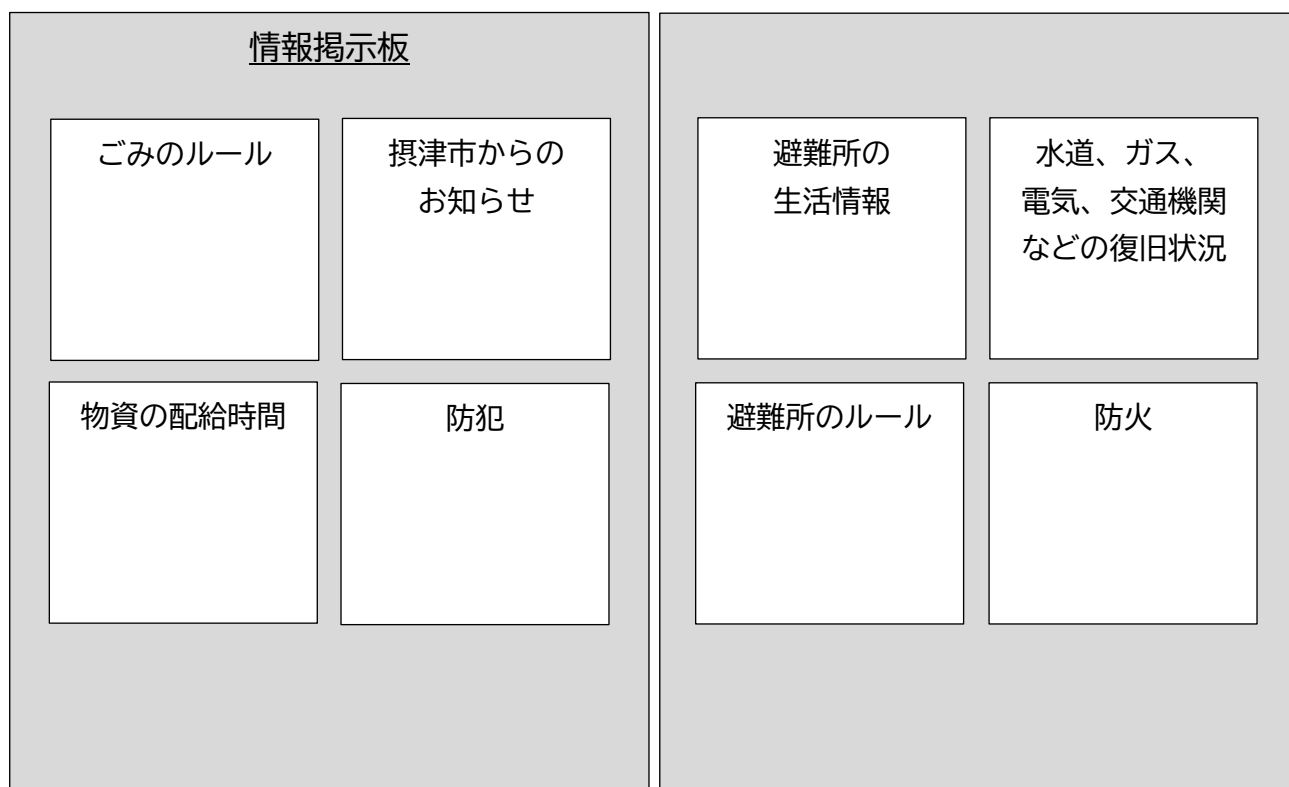 情報掲示板
ごみのルール
摂津市からの
お知らせ
物資の配給時間
防犯
避難所の
生活情報
水道、ガス、
電気、交通機関
などの復旧状況
避難所のルール
防火